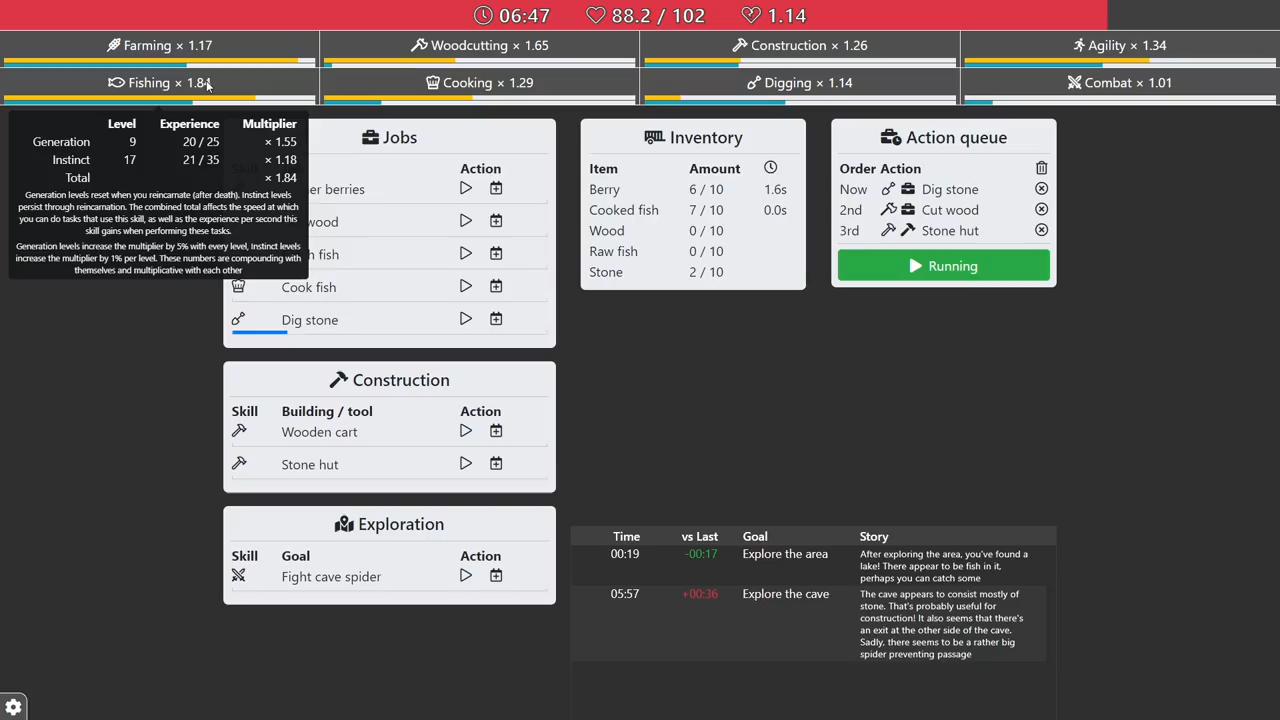 06:47 88.2 / 102 1.14
Farming × 1.17 Woodcutting × 1.65 Construction × 1.26 Agility × 1.34
Fishing × 1.84 Cooking × 1.29 Digging × 1.14 Combat × 1.01
Level Experience Multiplier
Generation 9 20 / 25 × 1.55
Instinct 17 21 / 35 × 1.18
Total × 1.84
Generation levels reset when you reincarnate (after death). Instinct levels
persist through reincarnation. The combined total affects the speed at which
you can do tasks that use this skill, as well as the experience per second this
skill gains when performing these tasks.
Generation levels increase the multiplier by 5% with every level, Instinct levels
increase the multiplier by 1% per level. These numbers are compounding with
themselves and multiplicative with each other
Jobs
Action
er berries
wood
h fish
Cook fish
Dig stone
Construction
Skill Building / tool Action
Wooden cart
Stone hut
Exploration
Skill Goal Action
Fight cave spider
Inventory
Item Amount
Berry 6 / 10 1.6s
Cooked fish 7 / 10 0.0s
Wood 0 / 10
Raw fish 0 / 10
Stone 2 / 10
Action queue
Order Action
Now Dig stone
2nd Cut wood
3rd Stone hut
Running
Time vs Last Goal Story
00:19 -00:17 Explore the area After exploring the area, you've found a
lake! There appear to be fish in it,
perhaps you can catch some
05:57 +00:36 Explore the cave The cave appears to consist mostly of
stone. That's probably useful for
construction! It also seems that there's
an exit at the other side of the cave.
Sadly, there seems to be a rather big
spider preventing passage